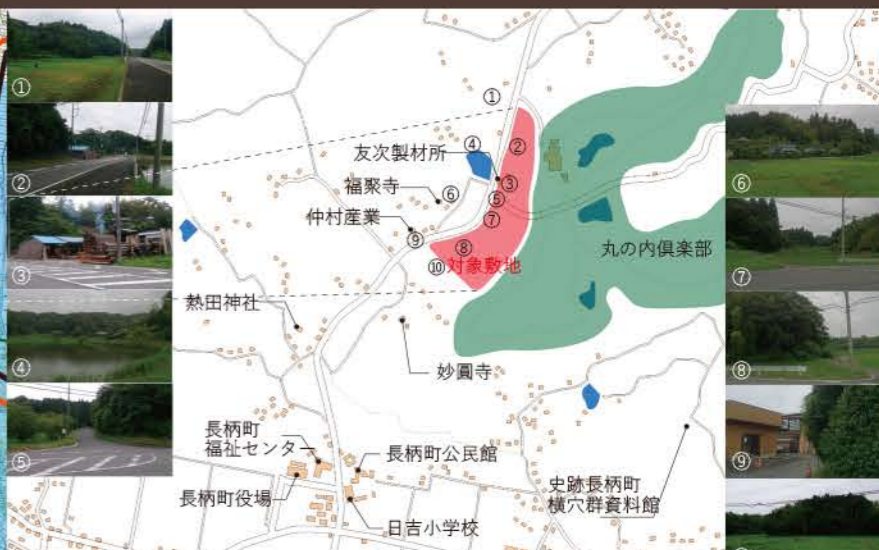 ①
②
③
④
⑤
①
④
②
友次製材所
③
福聚寺
⑥
⑤
仲村産業
⑦
⑨
⑧
⑩
対象敷地
丸の内倶楽部
熱田神社
妙圓寺
長柄町
福祉センター
長柄町公民館
長柄町役場
日吉小学校
史跡長柄町
横穴群資料館
⑥
⑦
⑧
⑨